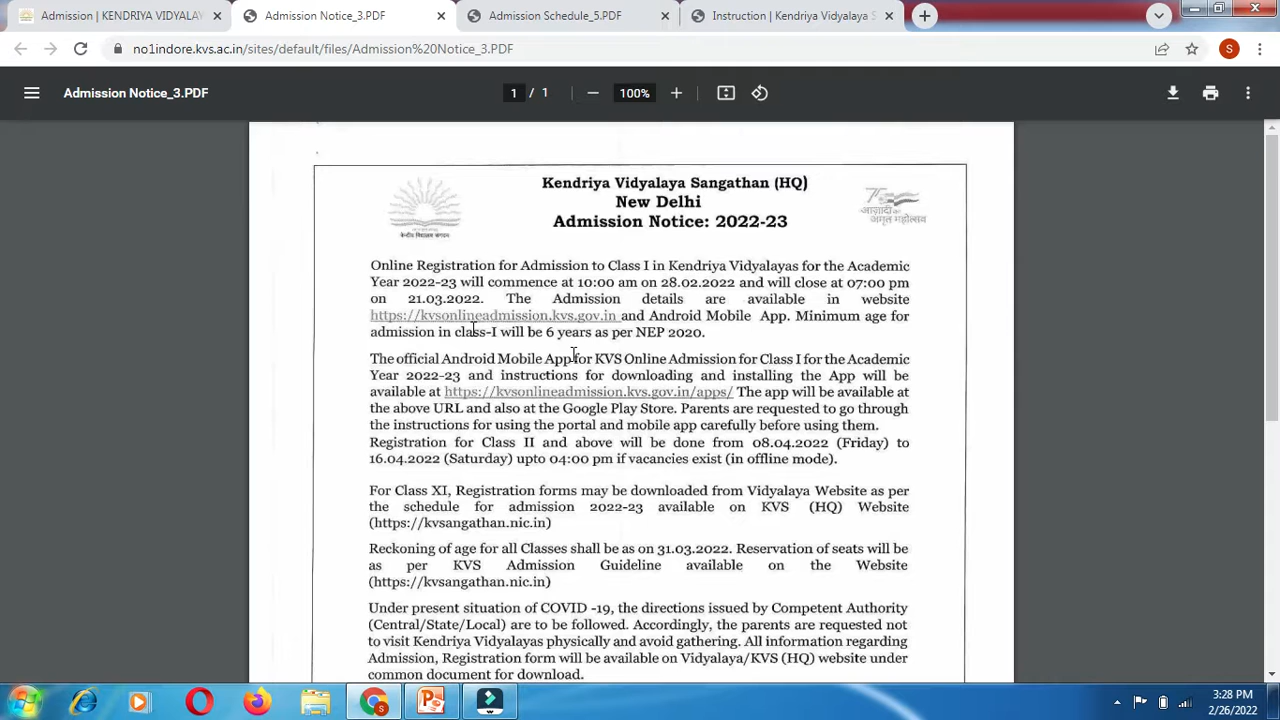 Admission | KENDRIYA VIDYALAY
Admission Notice_3.PDF
Admission Schedule_5.PDF
Instruction | Kendriya Vidyalaya S
no1indore.kvs.ac.in/sites/default/files/Admission%20Notice_3.PDF
S
Admission Notice_3.PDF
1 / 1
100%
Kendriya Vidyalaya Sangathan (HQ)
New Delhi
Admission Notice: 2022-23
केन्द्रीय विद्यालय संगठन
75
आज़ादी का
अमृत महोत्सव
Online Registration for Admission to Class I in Kendriya Vidyalayas for the Academic
Year 2022-23 will commence at 10:00 am on 28.02.2022 and will close at 07:00 pm
on 21.03.2022. The Admission details are available in website
https://kvsonlineadmission.kvs.gov.in and Android Mobile App. Minimum age for
admission in class-I will be 6 years as per NEP 2020.
The official Android Mobile App for KVS Online Admission for Class I for the Academic
Year 2022-23 and instructions for downloading and installing the App will be
available at https://kvsonlineadmission.kvs.gov.in/apps/ The app will be available at
the above URL and also at the Google Play Store. Parents are requested to go through
the instructions for using the portal and mobile app carefully before using them.
Registration for Class II and above will be done from 08.04.2022 (Friday) to
16.04.2022 (Saturday) upto 04:00 pm if vacancies exist (in offline mode).
For Class XI, Registration forms may be downloaded from Vidyalaya Website as per
the schedule for admission 2022-23 available on KVS (HQ) Website
(https://kvsangathan.nic.in)
Reckoning of age for all Classes shall be as on 31.03.2022. Reservation of seats will be
as per KVS Admission Guideline available on the Website
(https://kvsangathan.nic.in)
Under present situation of COVID -19, the directions issued by Competent Authority
(Central/State/Local) are to be followed. Accordingly, the parents are requested not
to visit Kendriya Vidyalayas physically and avoid gathering. All information regarding
Admission, Registration form will be available on Vidyalaya/KVS (HQ) website under
common document for download.
3:28 PM
2/26/2022